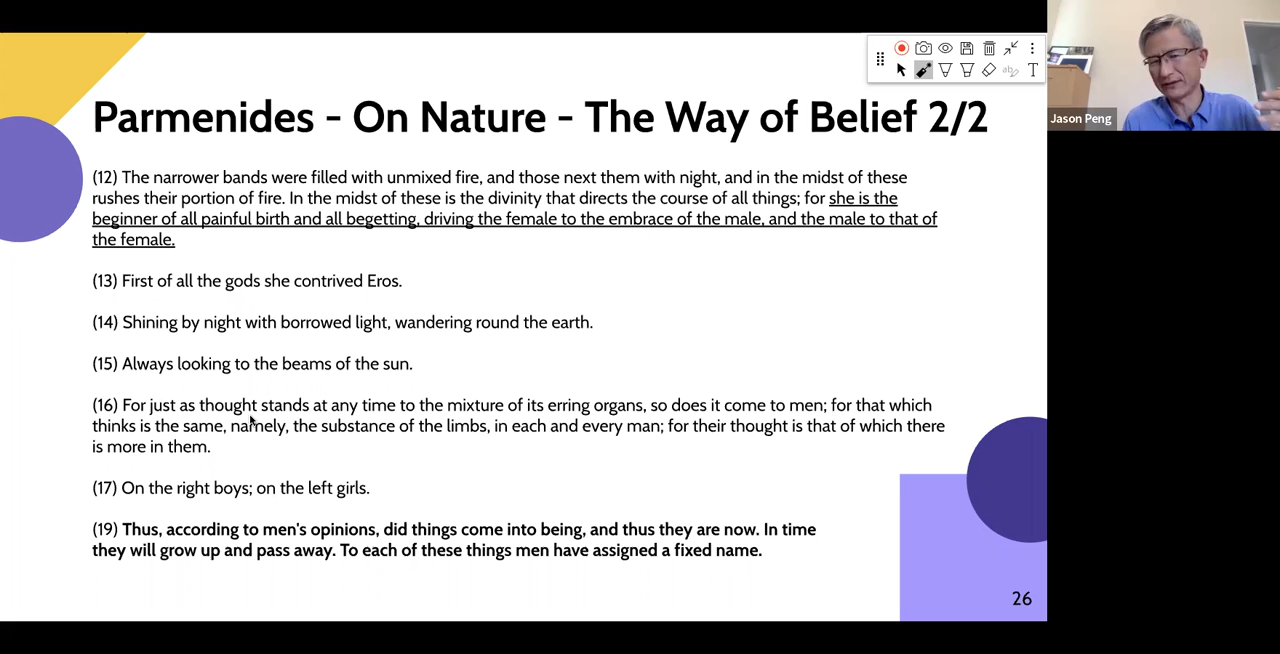 Parmenides - On Nature - The Way of Belief 2/2
(12) The narrower bands were filled with unmixed fire, and those next them with night, and in the midst of these
rushes their portion of fire. In the midst of these is the divinity that directs the course of all things; for she is the
beginner of all painful birth and all begetting, driving the female to the embrace of the male, and the male to that of
the female.
(13) First of all the gods she contrived Eros.
(14) Shining by night with borrowed light, wandering round the earth.
(15) Always looking to the beams of the sun.
(16) For just as thought stands at any time to the mixture of its erring organs, so does it come to men; for that which
thinks is the same, namely, the substance of the limbs, in each and every man; for their thought is that of which there
is more in them.
(17) On the right boys; on the left girls.
(19) Thus, according to men's opinions, did things come into being, and thus they are now. In time
they will grow up and pass away. To each of these things men have assigned a fixed name.
26
ab
T
Jason Peng